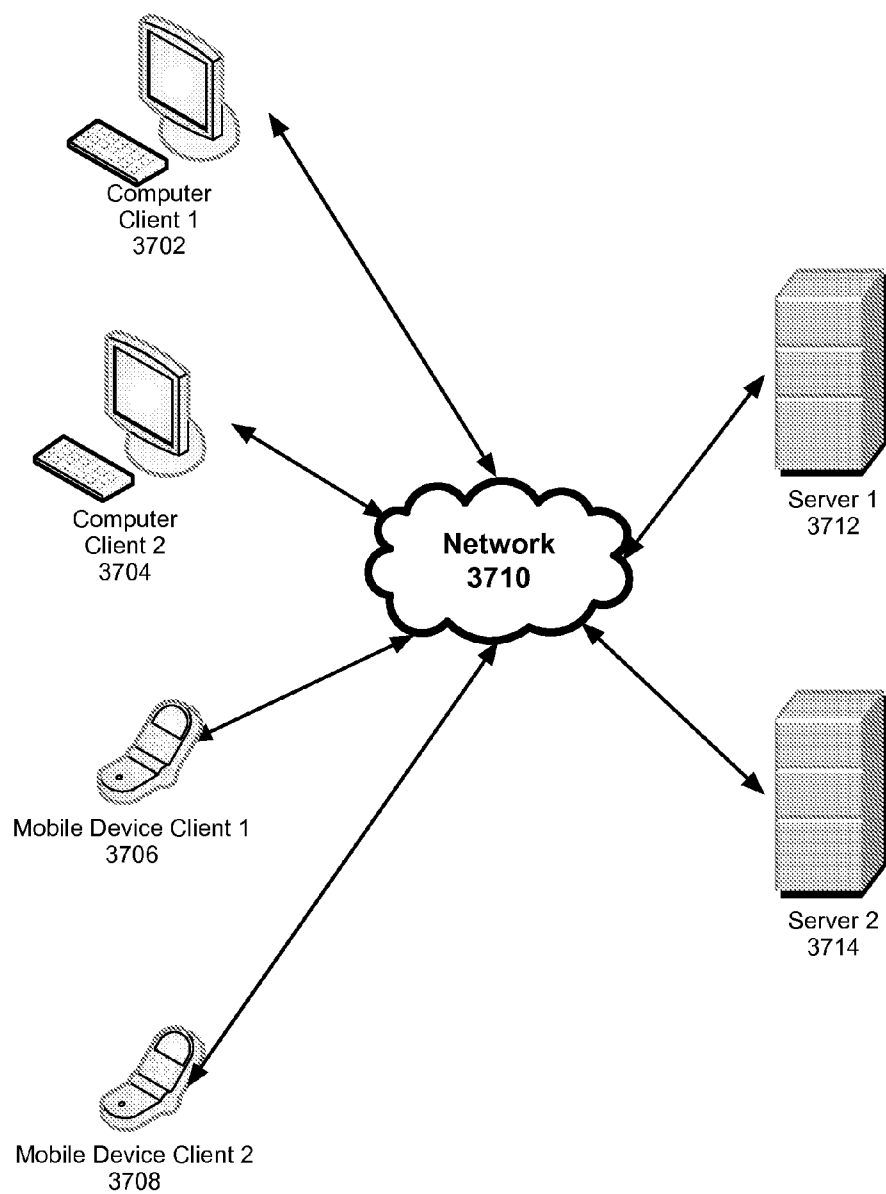 Computer
Client 1
3702
Computer
Client 2
3704
Network
3710
Server 1
3712
Mobile Device Client 1
3706
Server 2
3714
Mobile Device Client 2
3708